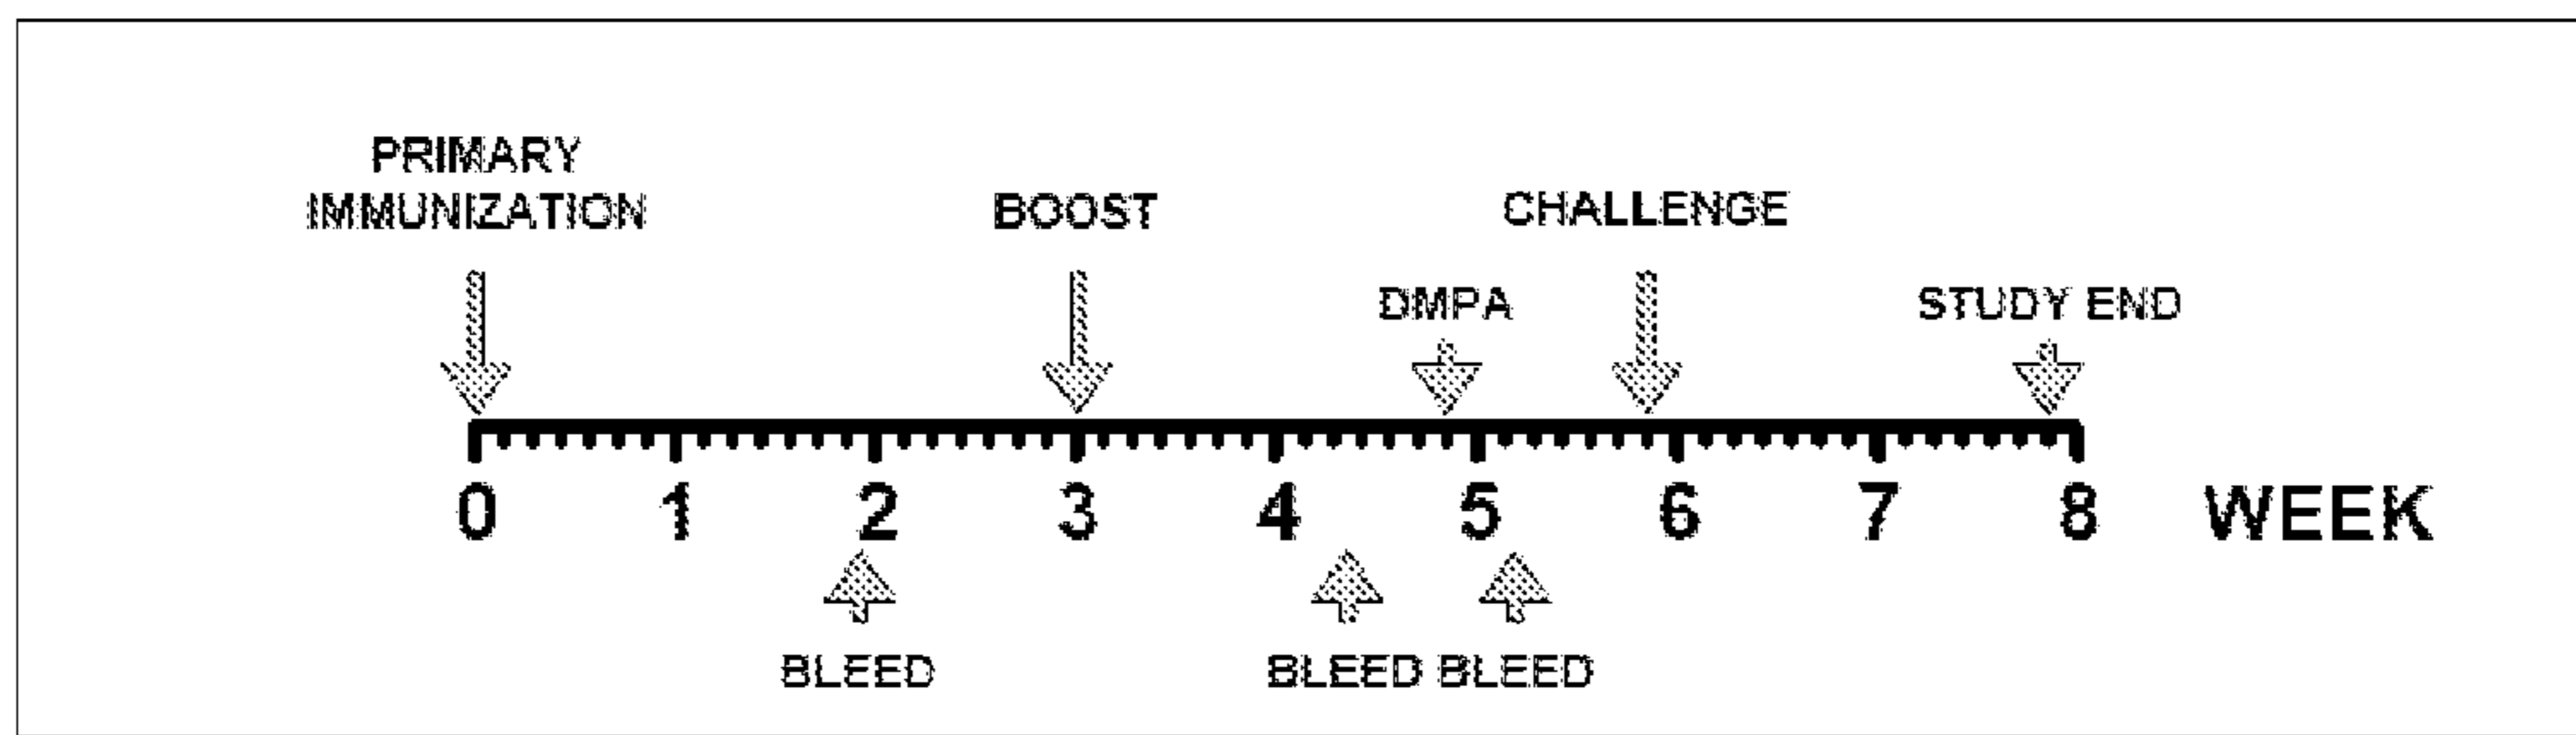 PRIMARY
IMMUNIZATION
BOOST
CHALLENGE
DMPA
STUDY END
0 1 2 3 4 5 6 7 8 WEEK
BLEED
BLEED BLEED